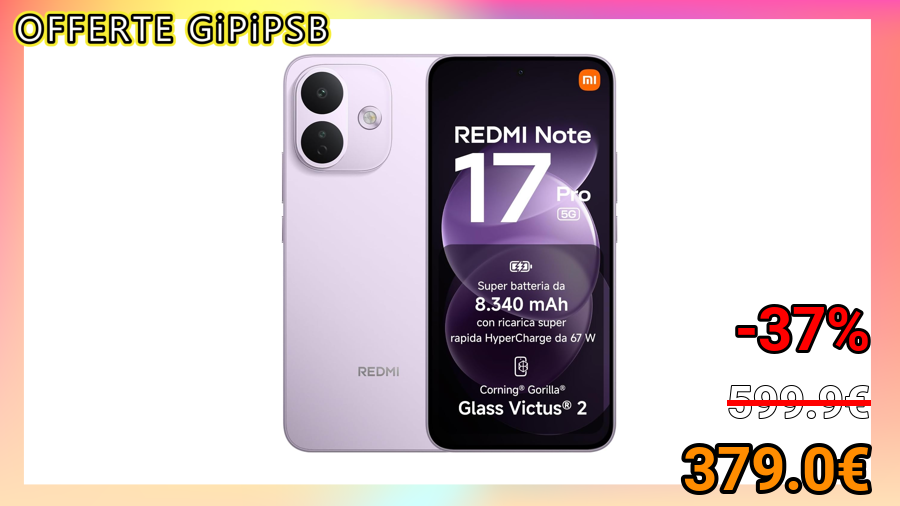 OFFERTE GiPiPSB
mi
REDMI Note
17
Pro
5G
Super batteria da
8.340 mAh
con ricarica super
rapida HyperCharge da 67 W
Corning® Gorilla®
Glass Victus® 2
REDMI
-37%
599.9€
379.0€